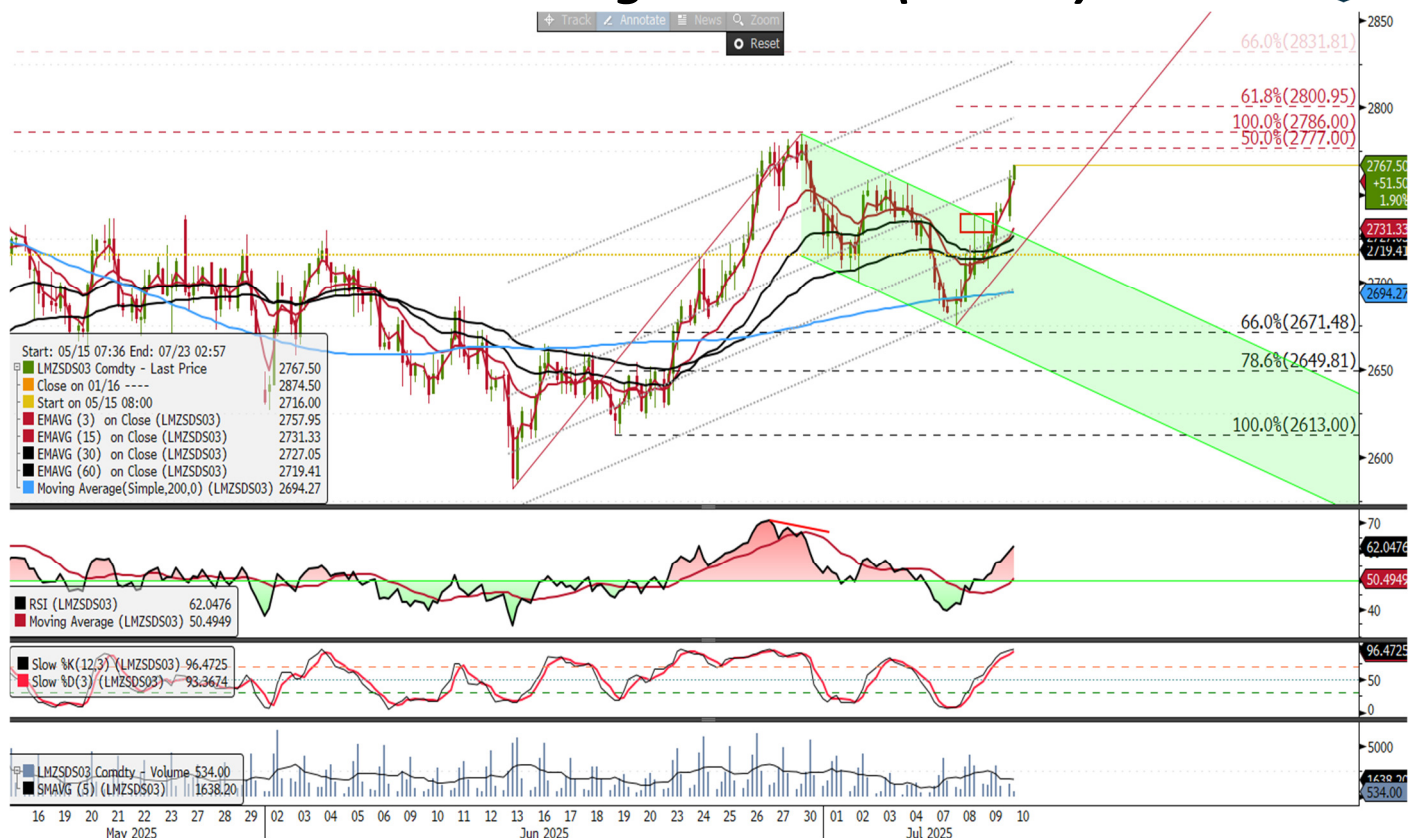 Track Annotate News Zoom
Reset
2850
66.0%(2831.81)
61.8%(2800.95)
2800
100.0%(2786.00)
50.0%(2777.00)
2767.50
+51.50
1.90%
2731.33
2719.41
2700
2694.27
66.0%(2671.48)
78.6%(2649.81)
2650
100.0%(2613.00)
2600
Start: 05/15 07:36 End: 07/23 02:57
LMZSDS03 Comdty - Last Price 2767.50
Close on 01/16 ---- 2874.50
Start on 05/15 08:00 2716.00
EMAVG (3) on Close (LMZSDS03) 2757.95
EMAVG (15) on Close (LMZSDS03) 2731.33
EMAVG (30) on Close (LMZSDS03) 2727.05
EMAVG (60) on Close (LMZSDS03) 2719.41
Moving Average(Simple,200,0) (LMZSDS03) 2694.27
70
62.0476
50.4949
40
RSI (LMZSDS03) 62.0476
Moving Average (LMZSDS03) 50.4949
96.4725
50
0
Slow %K(12,3) (LMZSDS03) 96.4725
Slow %D(3) (LMZSDS03) 93.3674
5000
1638.20
534.00
LMZSDS03 Comdty - Volume 534.00
SMAVG (5) (LMZSDS03) 1638.20
16 19 20 21 22 23 27 28 29 02 03 04 05 06 09 10 11 12 13 16 17 18 19 20 23 24 25 26 27 30 01 02 03 04 07 08 09 10
May 2025 Jun 2025 Jul 2025